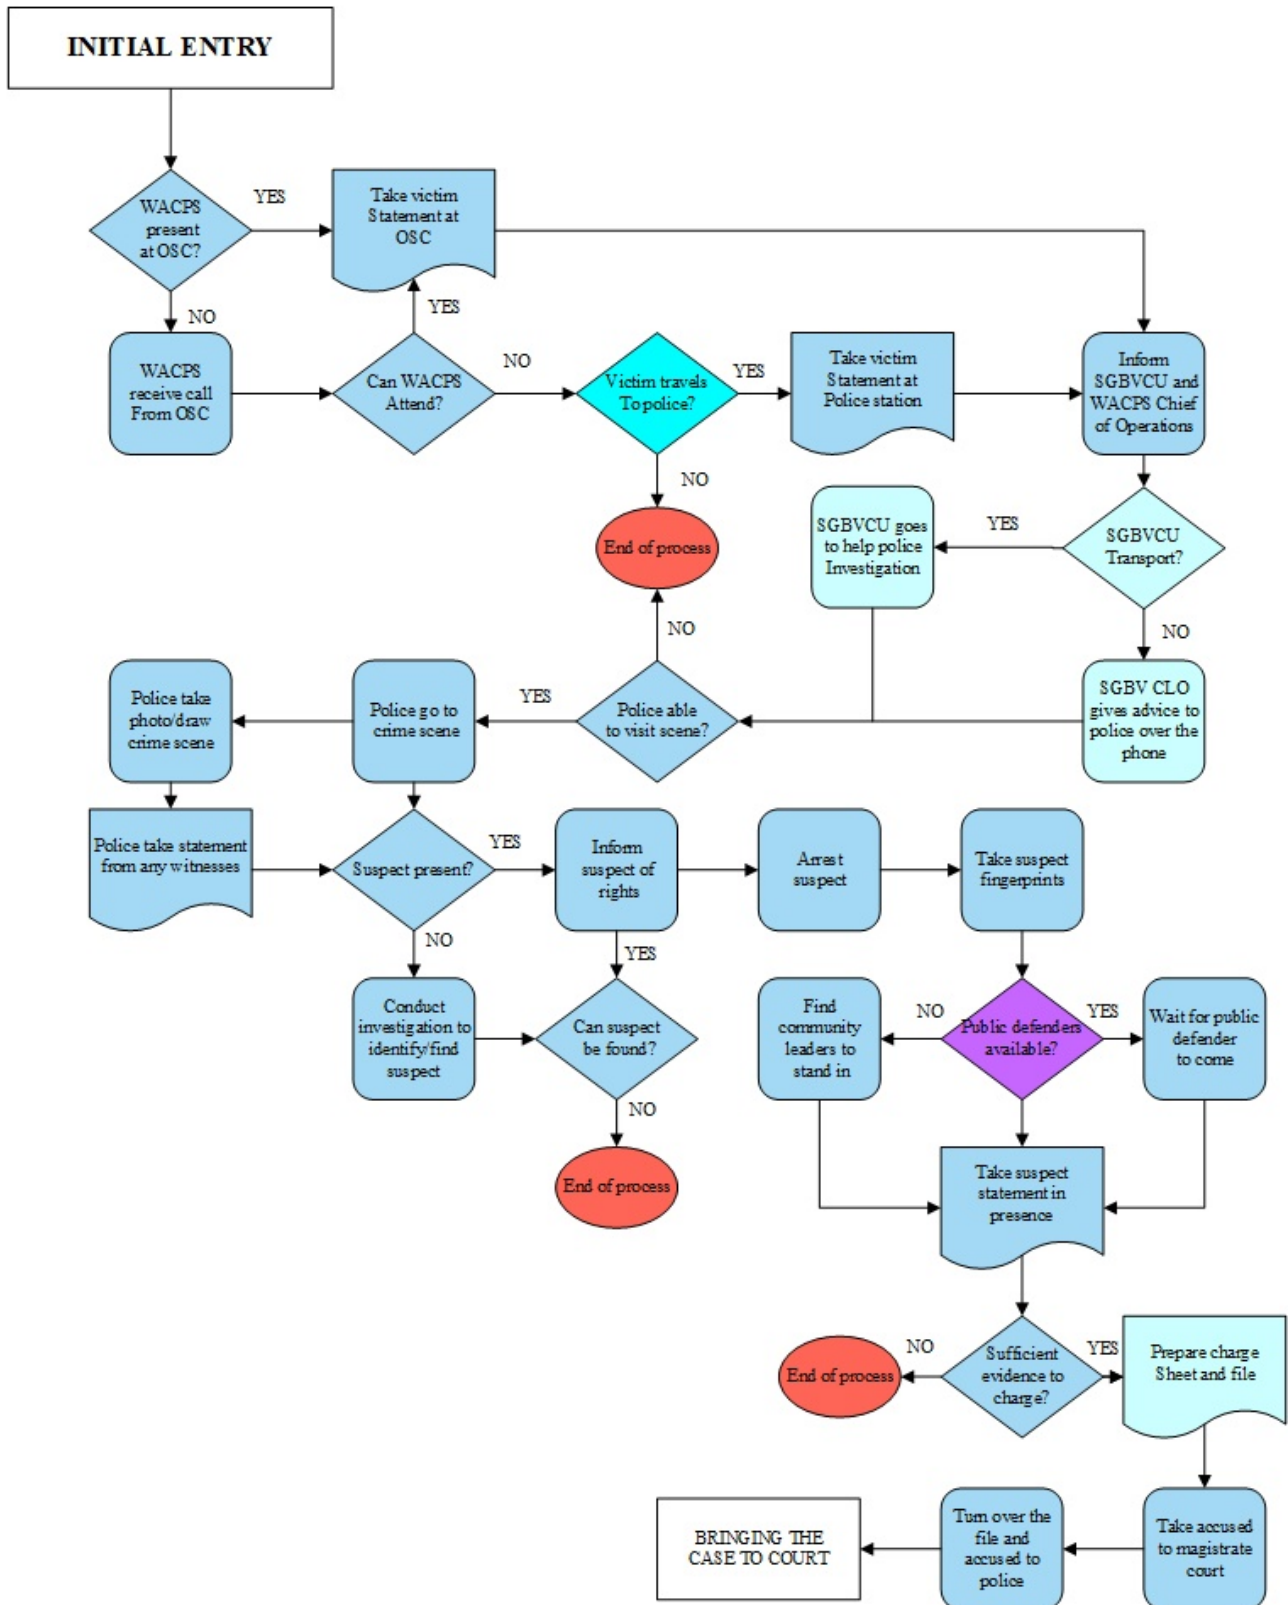 INITIAL ENTRY
WACPS
present
at OSC?
YES
Take victim
Statement at
OSC
NO
YES
WACPS
receive call
From OSC
Can WACPS
Attend?
NO
Victim travels
To police?
YES
Take victim
Statement at
Police station
Inform
SGBVCU and
WACPS Chief
of Operations
NO
End of process
SGBVCU goes
to help police
Investigation
YES
SGBVCU
Transport?
NO
NO
Police take
photo/draw
crime scene
Police go to
crime scene
YES
Police able
to visit scene?
SGBV CLO
gives advice to
police over the
phone
Police take statement
from any witnesses
Suspect present?
YES
Inform
suspect of
rights
Arrest
suspect
Take suspect
fingerprints
NO
YES
Conduct
investigation to
identify/find
suspect
Can suspect
be found?
Find
community
leaders to
stand in
NO
Public defenders
available?
YES
Wait for public
defender
to come
NO
End of process
Take suspect
statement in
presence
End of process
NO
Sufficient
evidence to
charge?
YES
Prepare charge
Sheet and file
BRINGING THE
CASE TO COURT
Turn over the
file and
accused to
police
Take accused
to magistrate
court